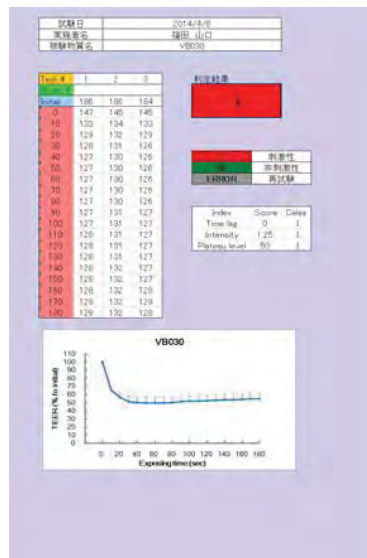 試験日 2014/4/8
実施者名 福田, 山口
被験物質名 VB030
Test # 1 2 3
Initial 186 186 184
0 147 145 145
10 133 134 133
20 129 132 129
30 128 131 126
40 127 130 126
50 127 130 126
60 127 130 126
70 127 130 126
80 127 130 126
90 127 131 127
100 127 131 127
110 128 131 127
120 128 131 127
130 128 131 127
140 128 132 127
150 128 132 127
160 128 132 128
170 128 132 128
180 129 132 128
判定結果
刺激性
非刺激性
ERROR 再試験
Index Score Cates
Time lag 0 I
Intensity 1.25 I
Plateau level 50 I
VB030
TEER (% to initial)
110
100
90
80
70
60
50
40
30
20
10
0
0 20 40 60 80 100 120 140 160 180
Exposing time (sec)